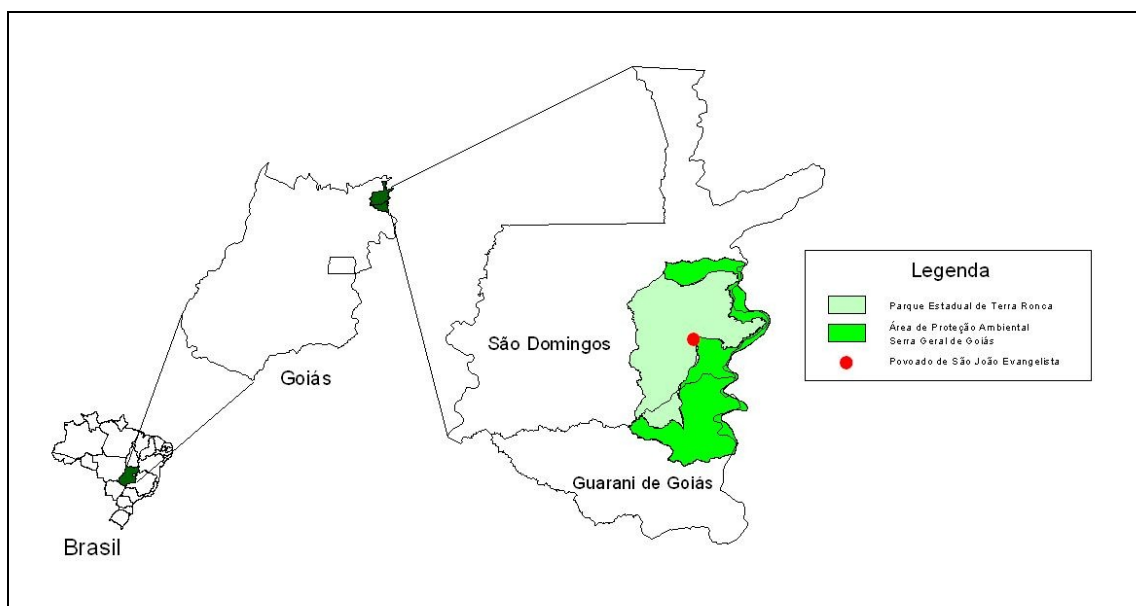 Legenda
Parque Estadual de Terra Ronca
Área de Proteção Ambiental
Serra Geral de Goiás
Povoado de São João Evangelista
São Domingos
Goiás
Guarani de Goiás
Brasil